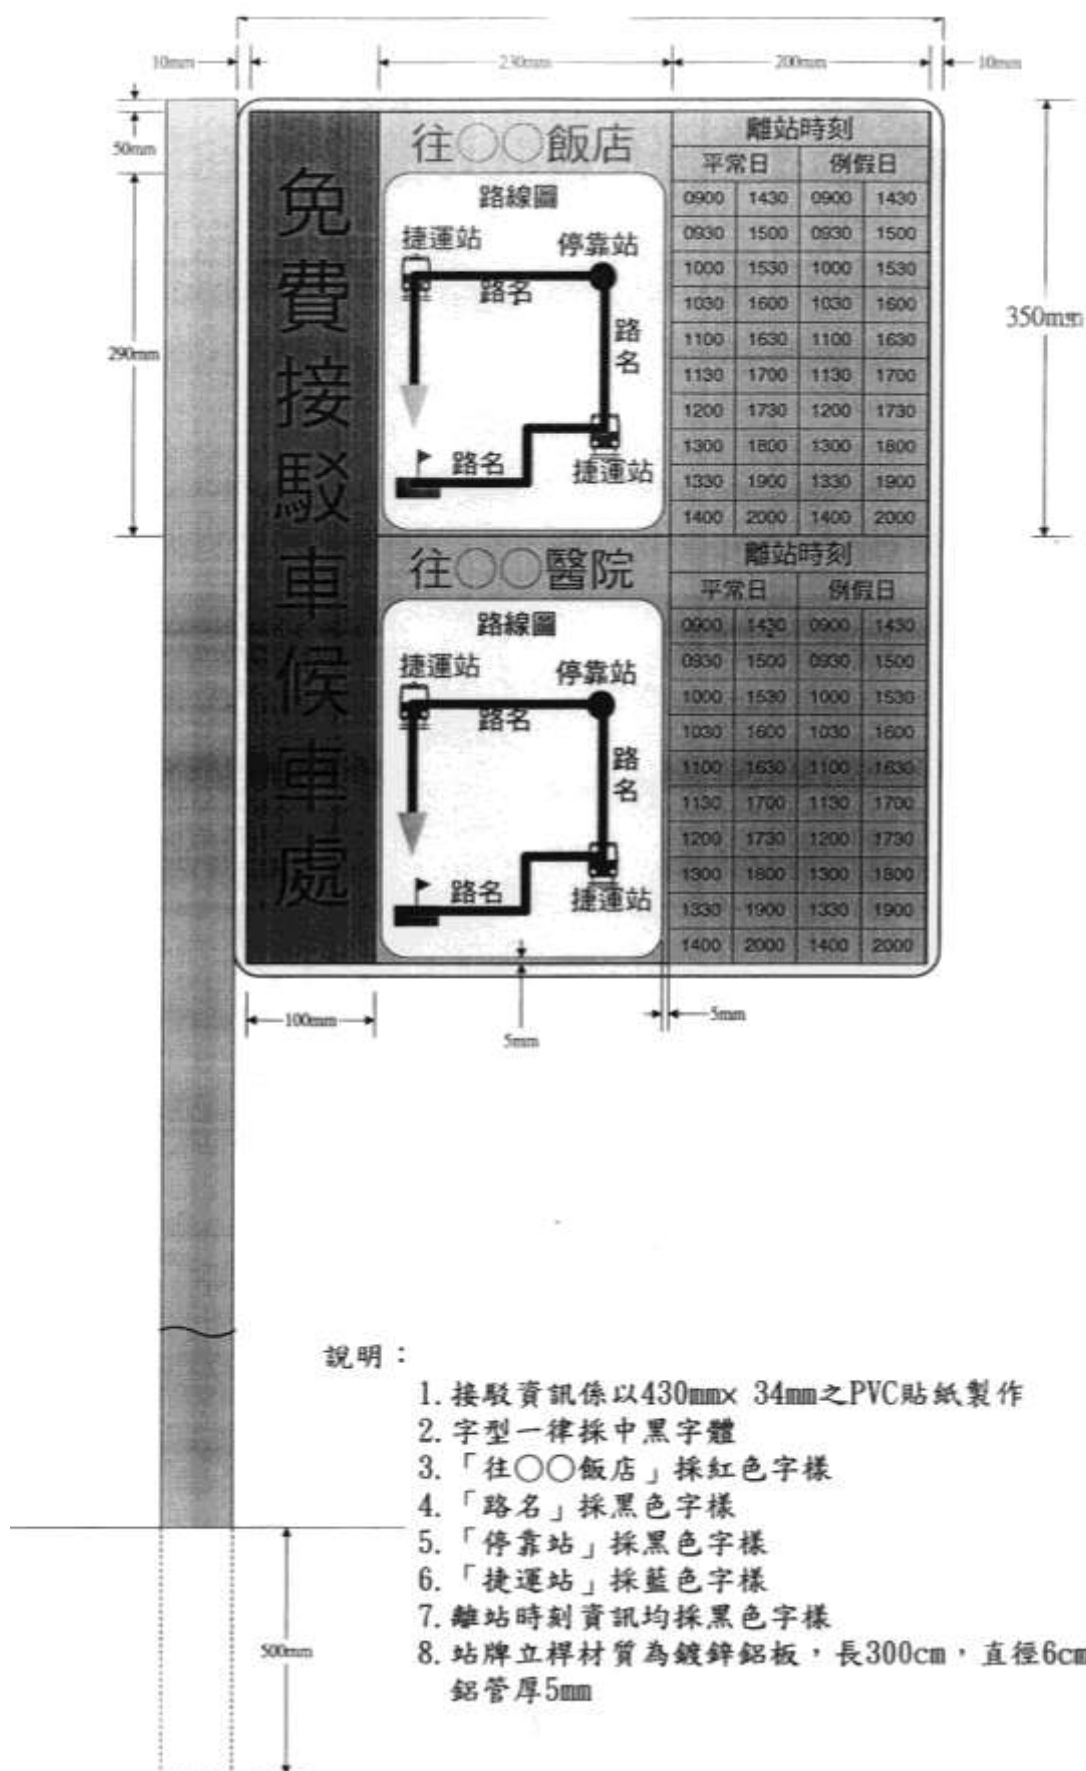 10mm
230mm
200mm
10mm
50mm
290mm
350mm
免費接駁車候車處
往○○飯店
路線圖
捷運站
停靠站
路名
路名
路名
捷運站
離站時刻
平常日 例假日
0900 1430 0900 1430
0930 1500 0930 1500
1000 1530 1000 1530
1030 1600 1030 1600
1100 1630 1100 1630
1130 1700 1130 1700
1200 1730 1200 1730
1300 1800 1300 1800
1330 1900 1330 1900
1400 2000 1400 2000
往○○醫院
路線圖
捷運站
停靠站
路名
路名
路名
捷運站
離站時刻
平常日 例假日
0900 1430 0900 1430
0930 1500 0930 1500
1000 1530 1000 1530
1030 1600 1030 1600
1100 1630 1100 1630
1130 1700 1130 1700
1200 1730 1200 1730
1300 1800 1300 1800
1330 1900 1330 1900
1400 2000 1400 2000
100mm
5mm
5mm
說明：
1.接駁資訊係以430mm× 34mm之PVC貼紙製作
2.字型一律採中黑字體
3.「往○○飯店」採紅色字樣
4.「路名」採黑色字樣
5.「停靠站」採黑色字樣
6.「捷運站」採藍色字樣
7.離站時刻資訊均採黑色字樣
8.站牌立桿材質為鍍鋅鋁板，長300cm，直徑6cm
鋁管厚5mm
500mm